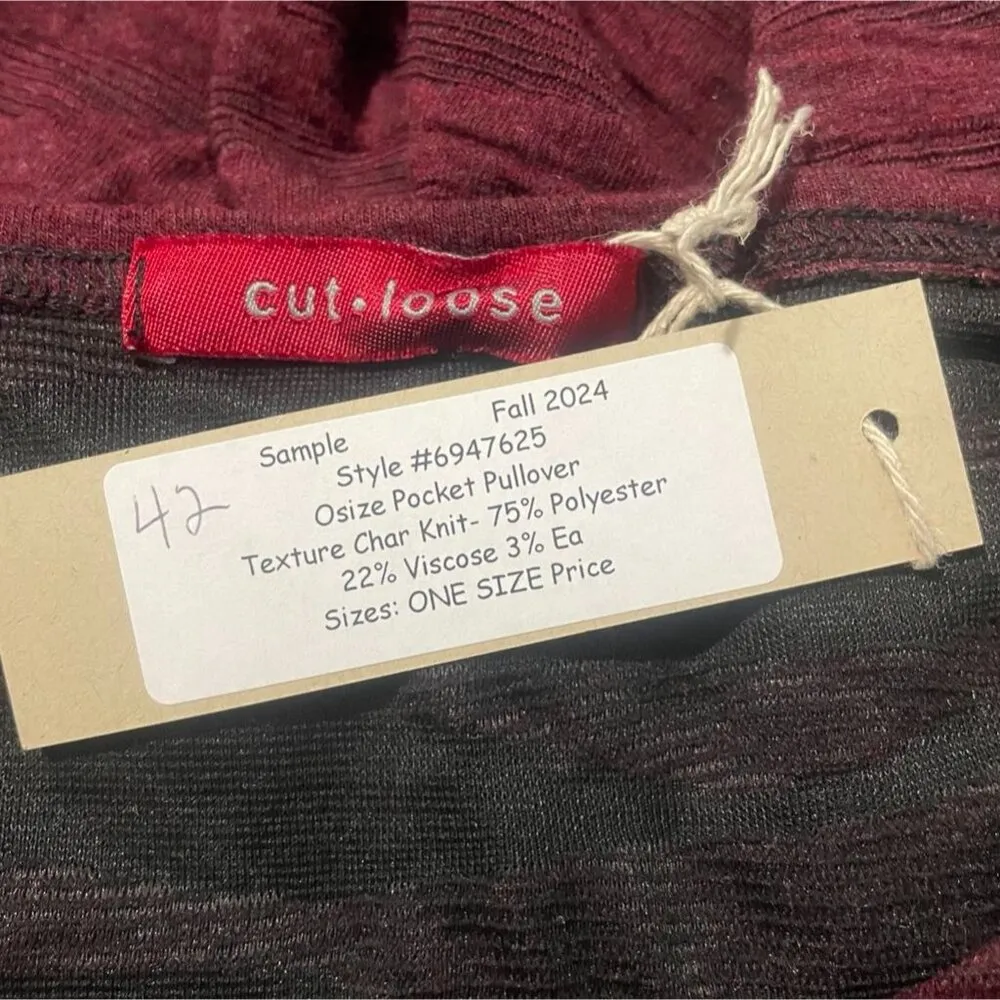 cut•loose
Sample Fall 2024
Style #6947625
42
Osize Pocket Pullover
Texture Char Knit- 75% Polyester
22% Viscose 3% Ea
Sizes: ONE SIZE Price